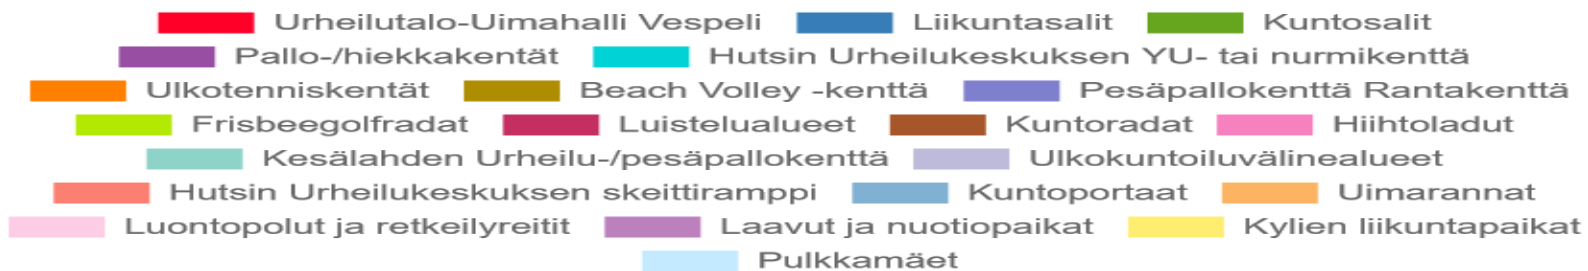 Urheilutalo-Uimahalli Vespeli Liikuntasalit Kuntosalit
Pallo-/hiekkakentät Hutsin Urheilukeskuksen YU- tai nurmikenttä
Ulkotenniskentät Beach Volley -kenttä Pesäpallokenttä Rantakenttä
Frisbeegolfradat Luistelualueet Kuntoradat Hiihtoladut
Kesälahden Urheilu-/pesäpallokenttä Ulkokuntoiluvälinealueet
Hutsin Urheilukeskuksen skeittiramppi Kuntoportaat Uimarannat
Luontopolut ja retkeilyreitit Laavut ja nuotiopaikat Kylien liikuntapaikat
Pulkkamäet